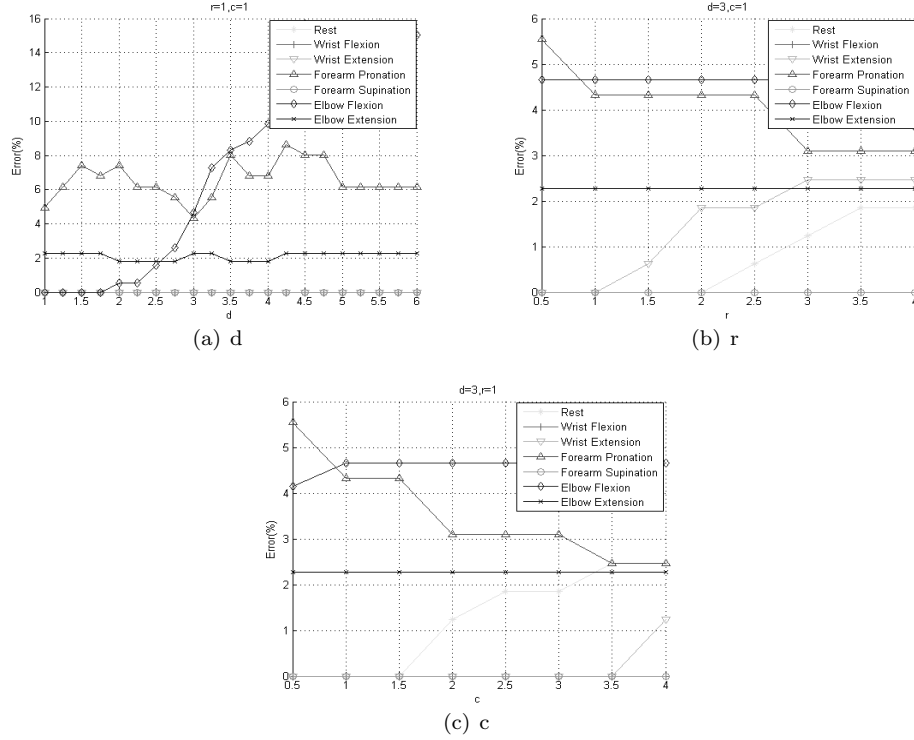 r=1,c=1
16
14
12
10
8
6
4
2
0
Error(%)
1 1.5 2 2.5 3 3.5 4 4.5 5 5.5 6
d
Rest
Wrist Flexion
Wrist Extension
Forearm Pronation
Forearm Supination
Elbow Flexion
Elbow Extension
(a) d
d=3,c=1
6
5
4
3
2
1
0
Error(%)
0.5 1 1.5 2 2.5 3 3.5 4
r
Rest
Wrist Flexion
Wrist Extension
Forearm Pronation
Forearm Supination
Elbow Flexion
Elbow Extension
(b) r
d=3,r=1
6
5
4
3
2
1
0
Error(%)
0.5 1 1.5 2 2.5 3 3.5 4
c
Rest
Wrist Flexion
Wrist Extension
Forearm Pronation
Forearm Supination
Elbow Flexion
Elbow Extension
(c) c